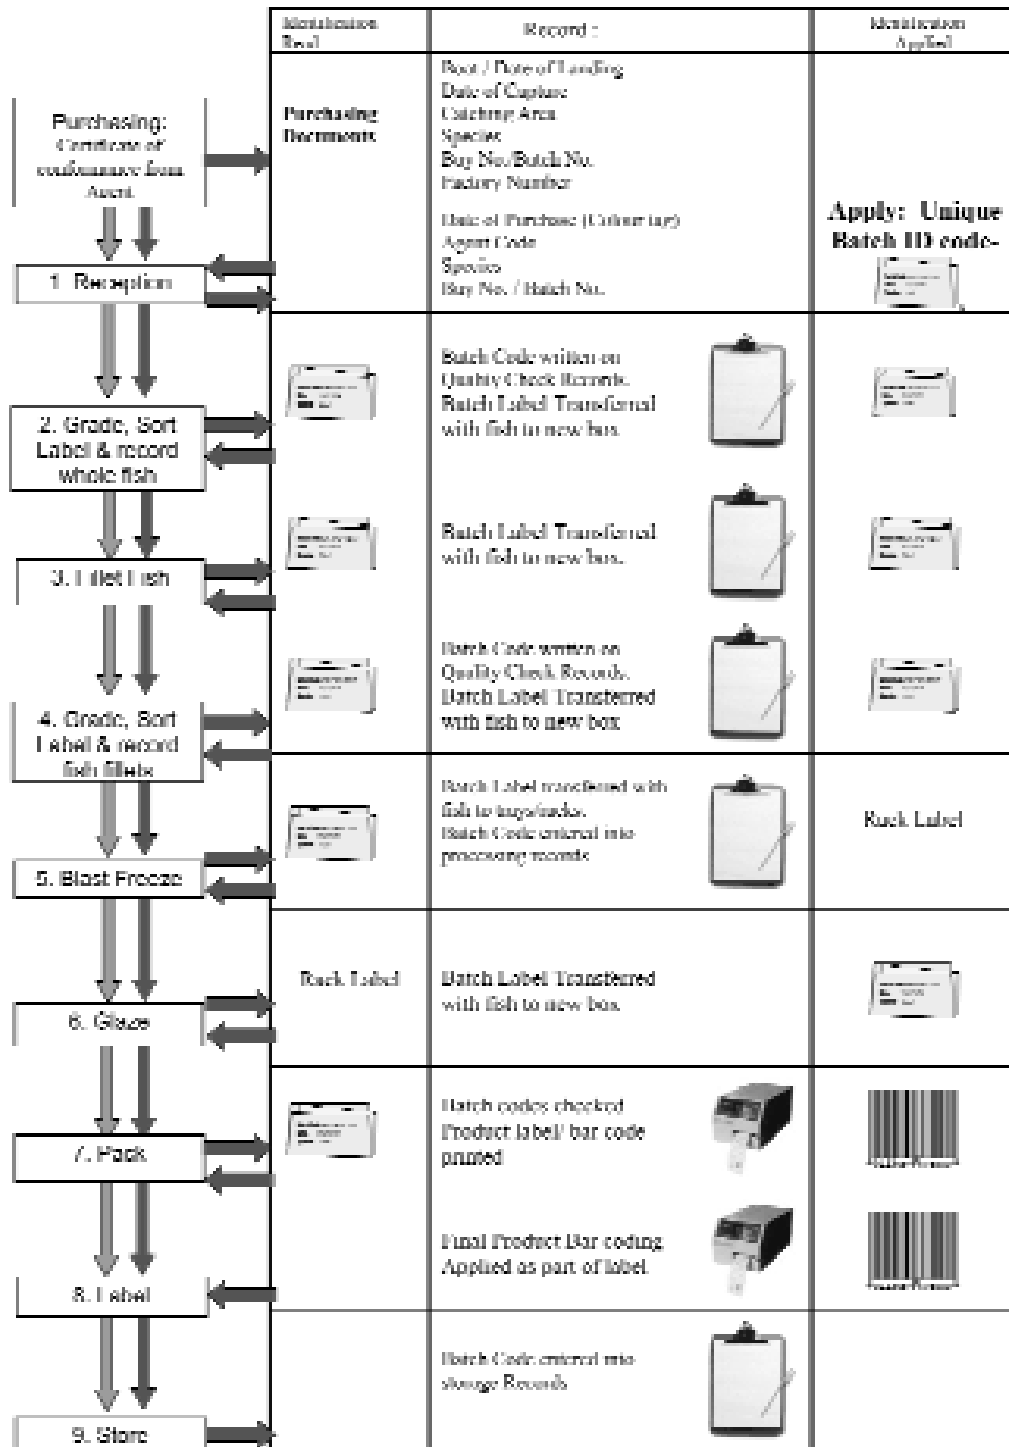 Identification
Read
Record :
Identification
Applied
Purchasing:
Certificate of
conformance from
Agent
Purchasing
Documents
Boat / Date of Landing
Date of Capture
Catching Area
Species
Buy No./Batch No.
Factory Number
Date of Purchase (Colour tag)
Agent Code
Species
Buy No. / Batch No.
Apply: Unique
Batch ID code-
1. Reception
Batch Code written on
Quality Check Records.
Batch Label Transferred
with fish to new box
2. Grade, Sort
Label & record
whole fish
Batch Label Transferred
with fish to new box.
3. Fillet Fish
Batch Code written on
Quality Check Records.
Batch Label Transferred
with fish to new box
4. Grade, Sort
Label & record
fish fillets
Batch Label transferred with
fish to trays/racks.
Batch Code entered into
processing records
Rack Label
5. Blast Freeze
Rack Label
Batch Label Transferred
with fish to new box
6. Glaze
Batch codes checked
Product label/ bar code
printed
7. Pack
Final Product Bar coding
Applied as part of label
8. Label
Batch Code entered into
storage Records
9. Store